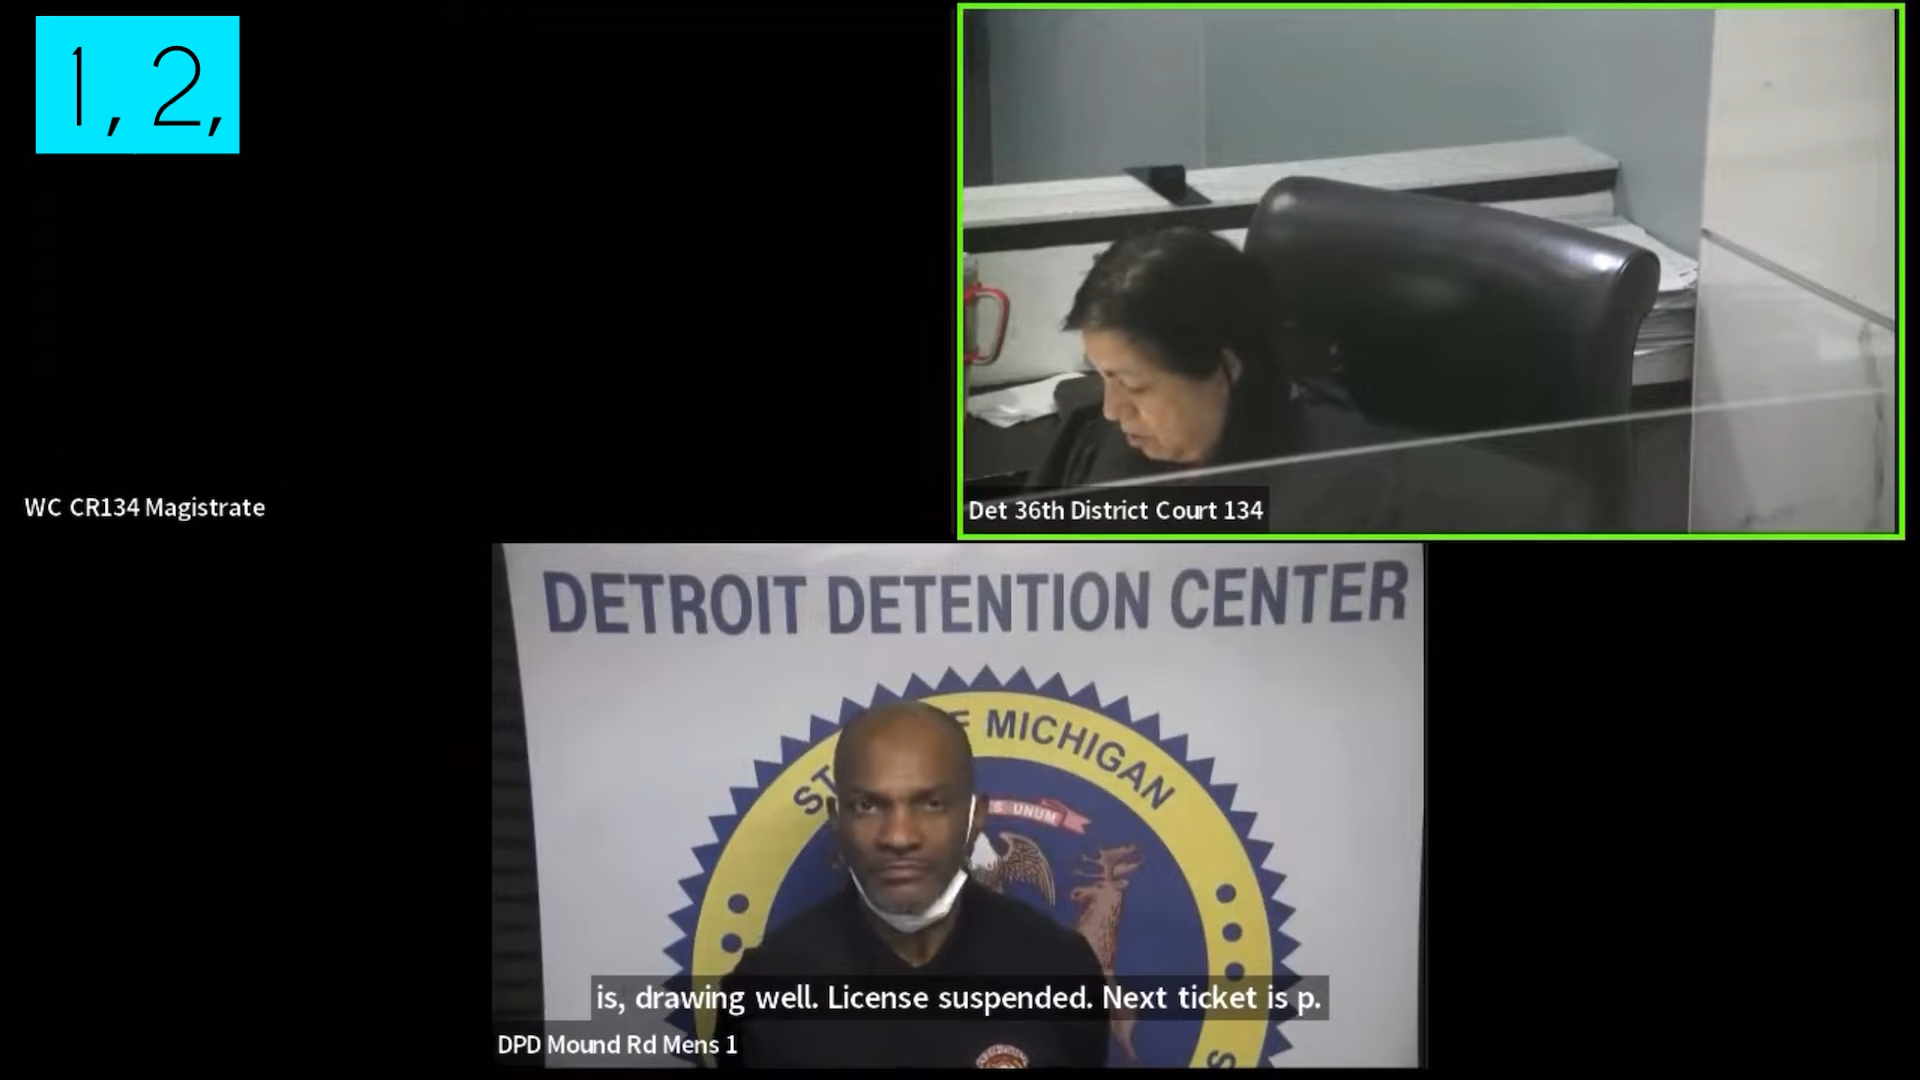 1, 2,
WC CR134 Magistrate
Det 36th District Court 134
DETROIT DETENTION CENTER
MICHIGAN
S UNUM
is, drawing well. License suspended. Next ticket is p.
DPD Mound Rd Mens 1